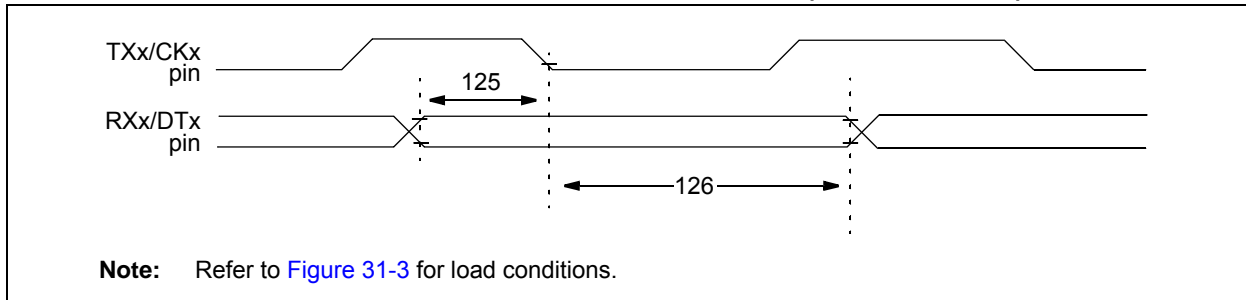 TXx/CKx
pin
125
RXx/DTx
pin
126
Note: Refer to Figure 31-3 for load conditions.